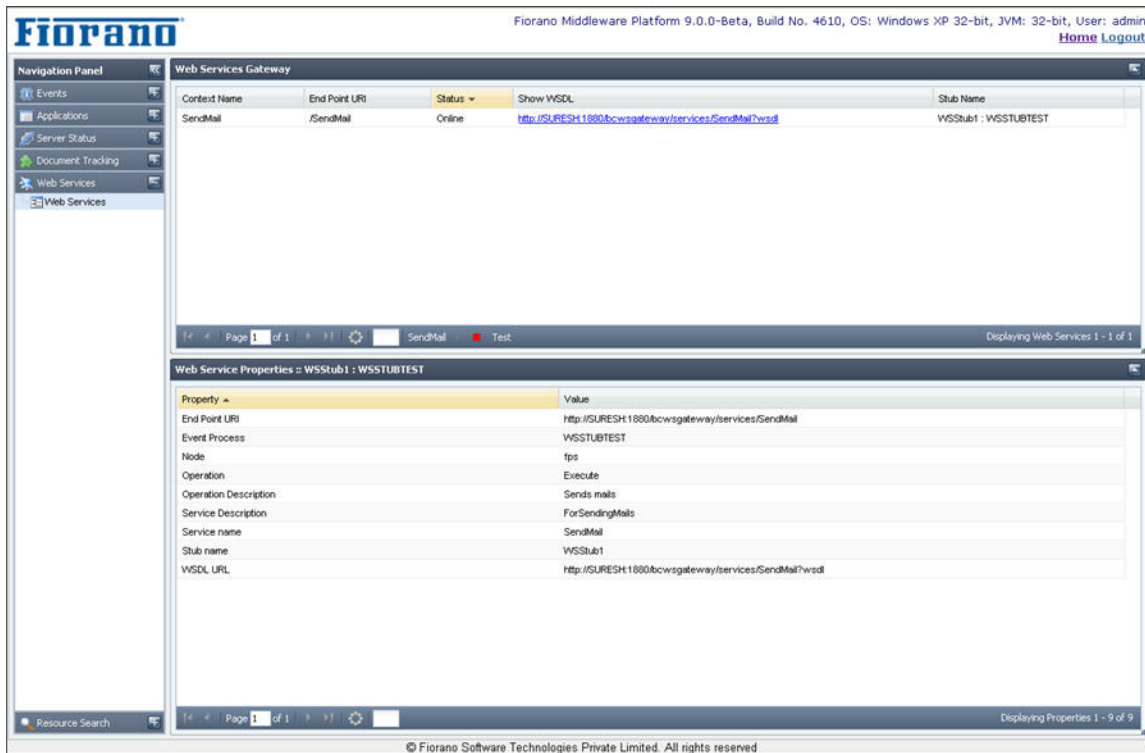 Fiorano
Fiorano Middleware Platform 9.0.0-Beta, Build No. 4610, OS: Windows XP 32-bit, JVM: 32-bit, User: admin
Home Logout
Navigation Panel
Events
Applications
Server Status
Document Tracking
Web Services
Web Services
Resource Search
Web Services Gateway
Context Name End Point URI Status Show WSDL Stub Name
SendMail /SendMail Online http://SURESH:1880/bcwsgateway/services/SendMail?wsdl WSStub1 : WSSTUBTEST
Page 1 of 1 SendMail Test Displaying Web Services 1 - 1 of 1
Web Service Properties :: WSStub1 : WSSTUBTEST
Property Value
End Point URI http://SURESH:1880/bcwsgateway/services/SendMail
Event Process WSSTUBTEST
Node fps
Operation Execute
Operation Description Sends mails
Service Description ForSendingMails
Service name SendMail
Stub name WSStub1
WSDL URL http://SURESH:1880/bcwsgateway/services/SendMail?wsdl
Page 1 of 1 Displaying Properties 1 - 9 of 9
© Fiorano Software Technologies Private Limited. All rights reserved